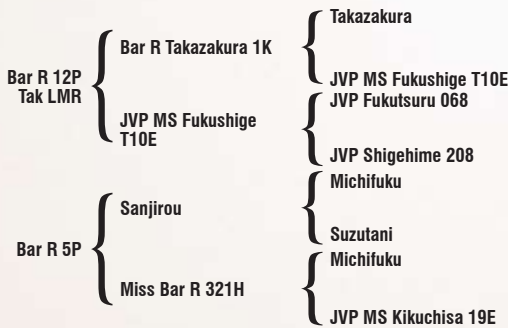 Takazakura
Bar R Takazakura 1K
JVP MS Fukushige T10E
Bar R 12P
Tak LMR
JVP Fukutsuru 068
JVP MS Fukushige
T10E
JVP Shigehime 208
Michifuku
Sanjirou
Suzutani
Bar R 5P
Michifuku
Miss Bar R 321H
JVP MS Kikuchisa 19E